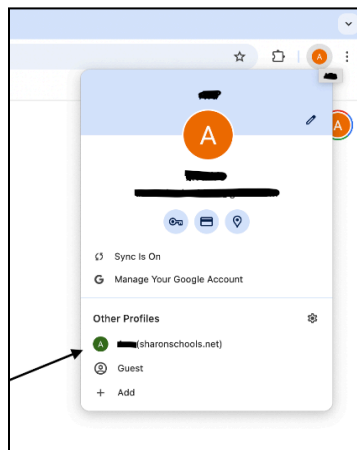 A
A
A
Sync Is On
G Manage Your Google Account
Other Profiles
A (sharonschools.net)
Guest
+ Add